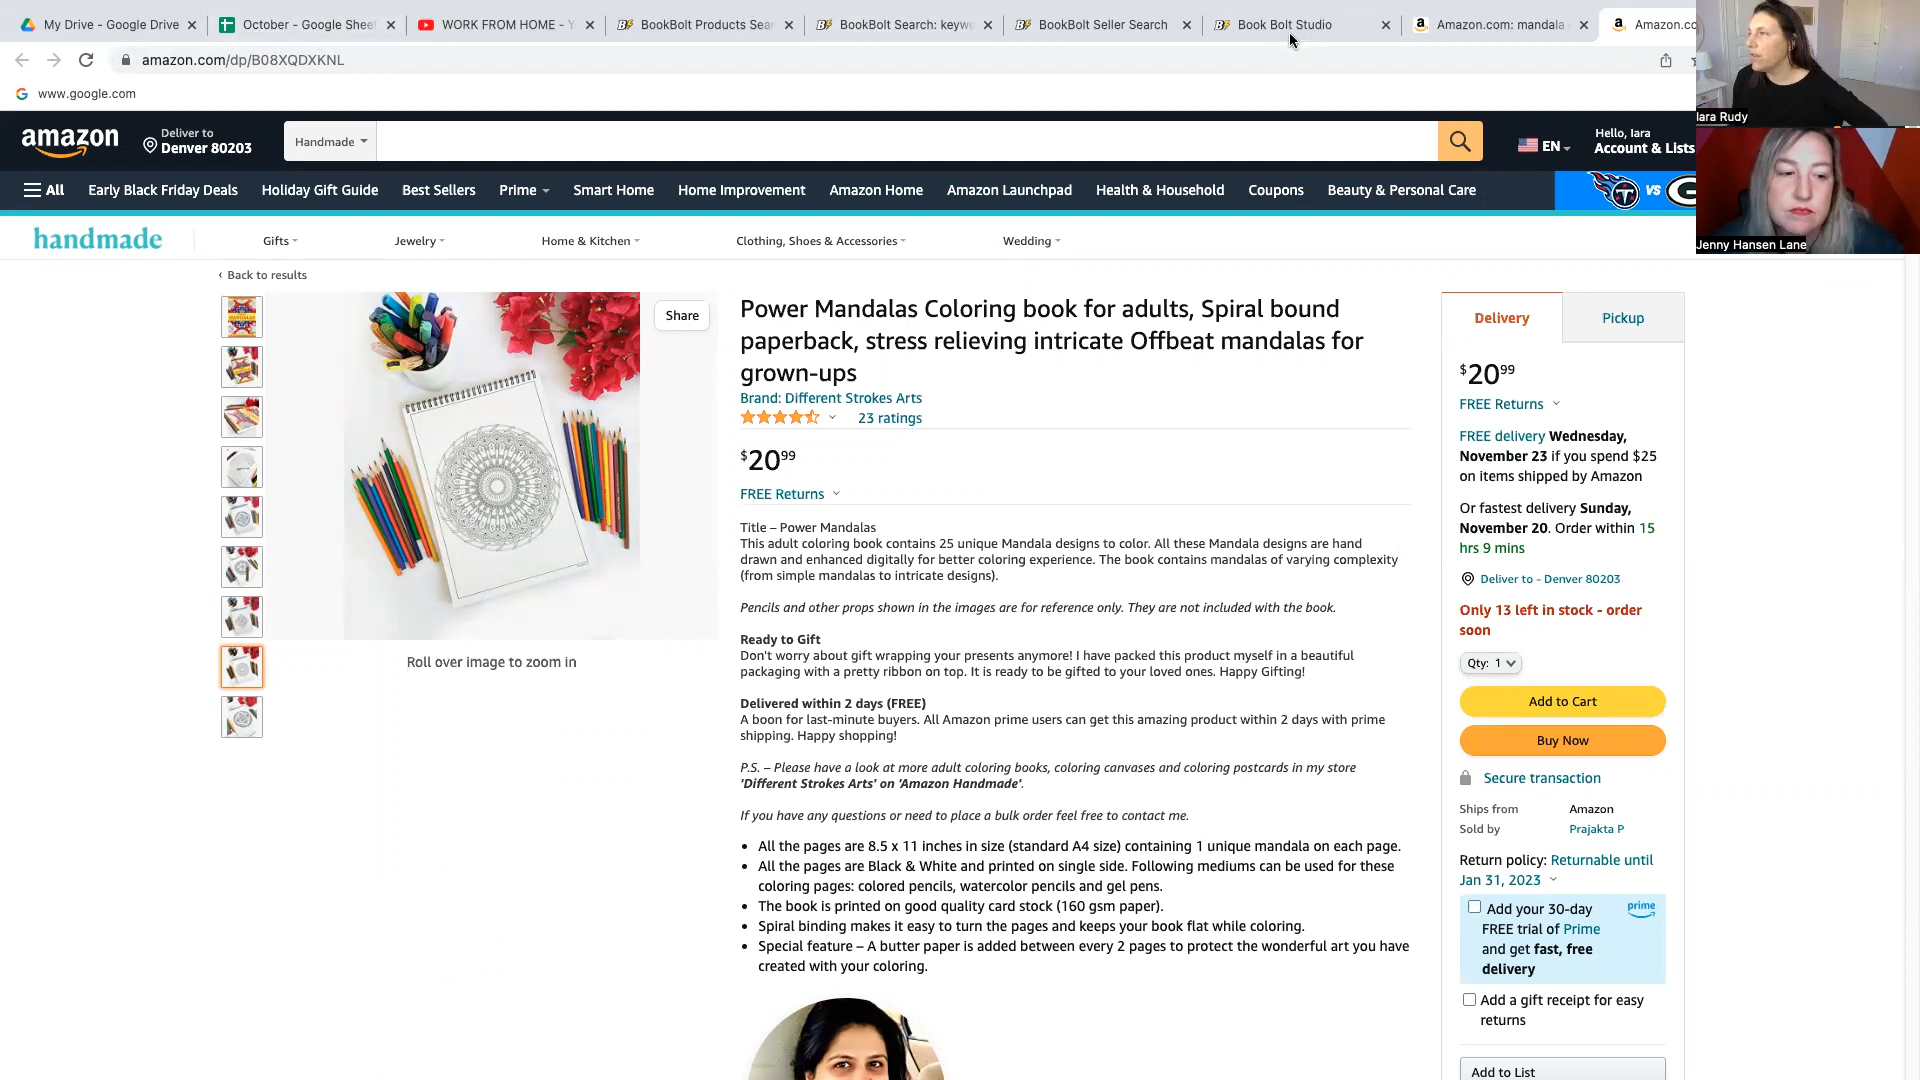 My Drive - Google Drive
October - Google Shee
WORK FROM HOME - Y
BookBolt Products Sear
BookBolt Search: keywo
BookBolt Seller Search
Book Bolt Studio
Amazon.com: mandala
Amazon.co
amazon.com/dp/B08XQDXKNL
www.google.com
Iara Rudy
Jenny Hansen Lane
amazon
Deliver to
Denver 80203
Handmade
EN
Hello, Iara
Account & Lists
All
Early Black Friday Deals
Holiday Gift Guide
Best Sellers
Prime
Smart Home
Home Improvement
Amazon Home
Amazon Launchpad
Health & Household
Coupons
Beauty & Personal Care
VS
handmade
Gifts
Jewelry
Home & Kitchen
Clothing, Shoes & Accessories
Wedding
‹ Back to results
Share
Roll over image to zoom in
Power Mandalas Coloring book for adults, Spiral bound
paperback, stress relieving intricate Offbeat mandalas for
grown-ups
Brand: Different Strokes Arts
23 ratings
$20.99
FREE Returns
Title – Power Mandalas
This adult coloring book contains 25 unique Mandala designs to color. All these Mandala designs are hand
drawn and enhanced digitally for better coloring experience. The book contains mandalas of varying complexity
(from simple mandalas to intricate designs).
Pencils and other props shown in the images are for reference only. They are not included with the book.
Ready to Gift
Don't worry about gift wrapping your presents anymore! I have packed this product myself in a beautiful
packaging with a pretty ribbon on top. It is ready to be gifted to your loved ones. Happy Gifting!
Delivered within 2 days (FREE)
A boon for last-minute buyers. All Amazon prime users can get this amazing product within 2 days with prime
shipping. Happy shopping!
P.S. – Please have a look at more adult coloring books, coloring canvases and coloring postcards in my store
'Different Strokes Arts' on 'Amazon Handmade'.
If you have any questions or need to place a bulk order feel free to contact me.
• All the pages are 8.5 x 11 inches in size (standard A4 size) containing 1 unique mandala on each page.
• All the pages are Black & White and printed on single side. Following mediums can be used for these
coloring pages: colored pencils, watercolor pencils and gel pens.
• The book is printed on good quality card stock (160 gsm paper).
• Spiral binding makes it easy to turn the pages and keeps your book flat while coloring.
• Special feature – A butter paper is added between every 2 pages to protect the wonderful art you have
created with your coloring.
Delivery
Pickup
$20.99
FREE Returns
FREE delivery Wednesday,
November 23 if you spend $25
on items shipped by Amazon
Or fastest delivery Sunday,
November 20. Order within 15
hrs 9 mins
Deliver to - Denver 80203
Only 13 left in stock - order
soon
Qty: 1
Add to Cart
Buy Now
Secure transaction
Ships from Amazon
Sold by Prajakta P
Return policy: Returnable until
Jan 31, 2023
Add your 30-day
prime
FREE trial of Prime
and get fast, free
delivery
Add a gift receipt for easy
returns
Add to List